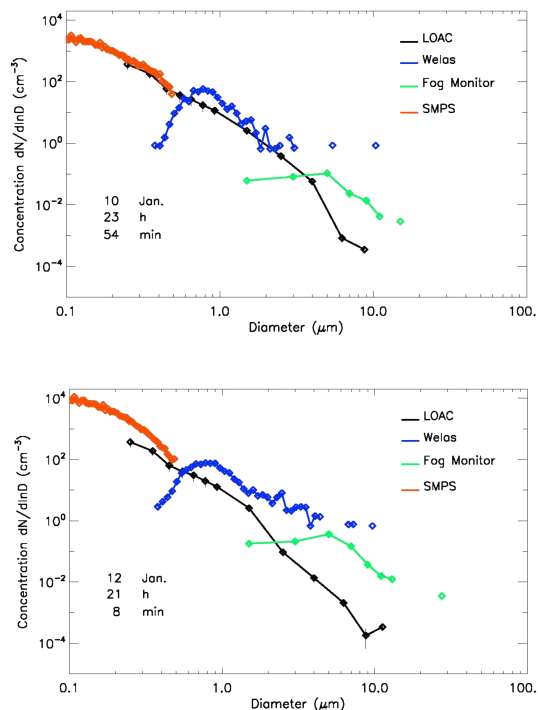 10⁴
10²
10⁰
10⁻²
10⁻⁴
Concentration dN/dlnD (cm⁻³)
LOAC
Welas
Fog Monitor
SMPS
10 Jan.
23 h
54 min
0.1 1.0 10.0 100.
Diameter (μm)
10⁴
10²
10⁰
10⁻²
10⁻⁴
Concentration dN/dlnD (cm⁻³)
LOAC
Welas
Fog Monitor
SMPS
12 Jan.
21 h
8 min
0.1 1.0 10.0 100.0
Diameter (μm)